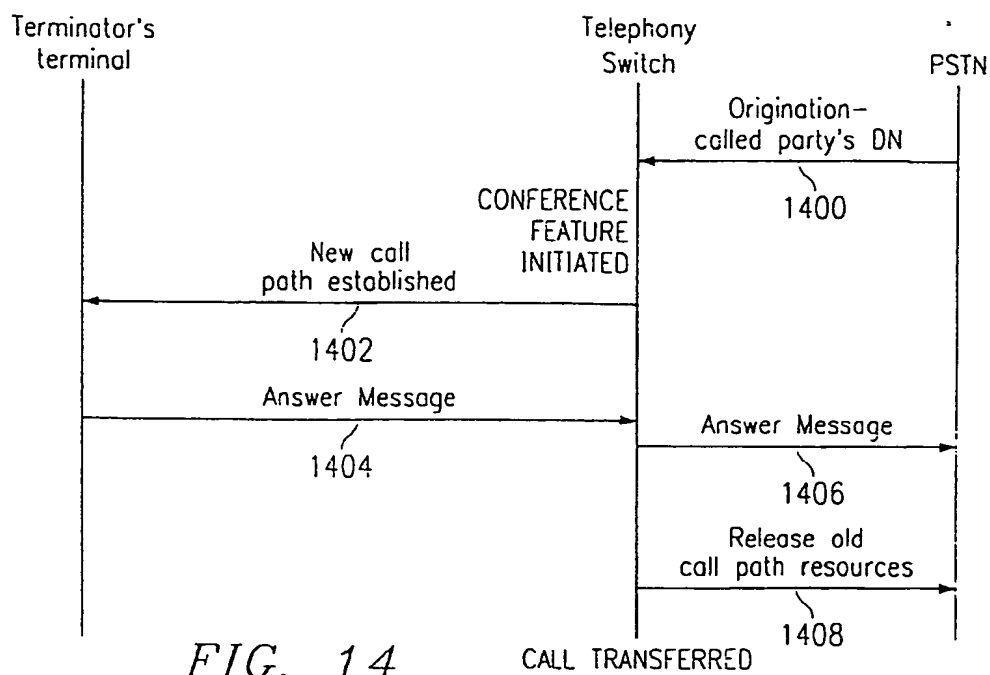 Terminator's
terminal
Telephony
Switch
PSTN
Origination-
called party's DN
1400
CONFERENCE
FEATURE
INITIATED
New call
path established
1402
Answer Message
1404
Answer Message
1406
Release old
call path resources
1408
FIG. 14
CALL TRANSFERRED